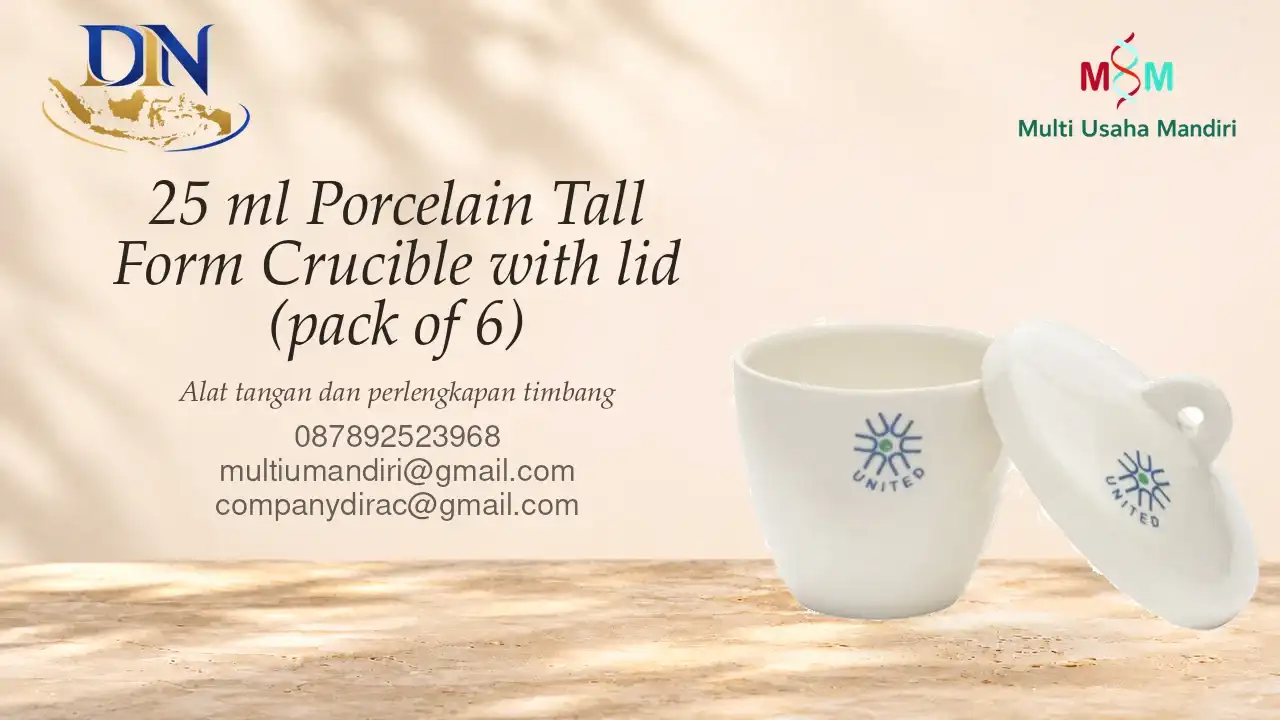 DIN
M M
Multi Usaha Mandiri
25 ml Porcelain Tall
Form Crucible with lid
(pack of 6)
Alat tangan dan perlengkapan timbang
087892523968
multiumandiri@gmail.com
companydirac@gmail.com
UNITED
UNITED